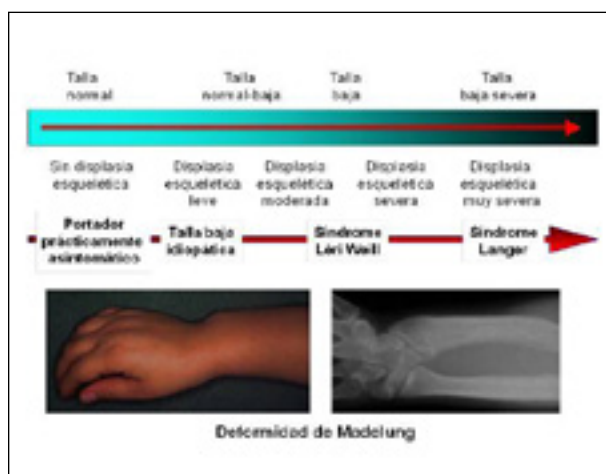 Talla
normal
Talla
normal-baja
Talla
baja
Talla
baja severa
Sin displasia
esquelética
Displasia
esquelética
leve
Displasia
esquelética
moderada
Displasia
esquelética
severa
Displasia
esquelética
muy severa
Portador
prácticamente
asintomático
Talla baja
idiopática
Síndrome
Léri Weill
Síndrome
Langer
Deformidad de Madelung